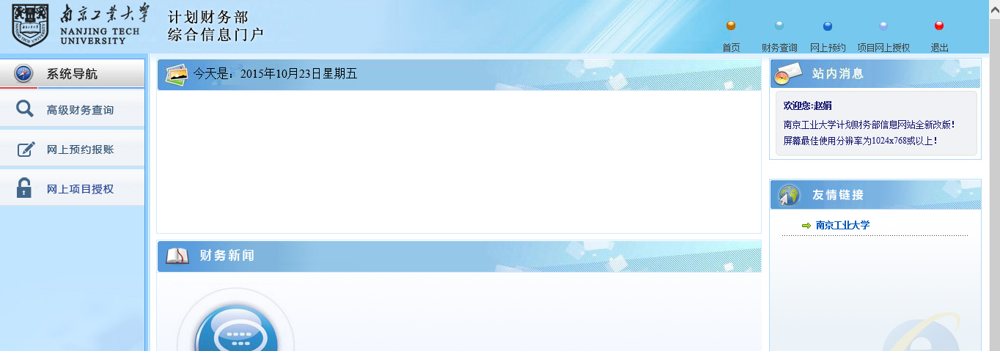 南京工业大学
NANJING TECH
UNIVERSITY
计划财务部
综合信息门户
首页 财务查询 网上预约 项目网上授权 退出
系统导航
高级财务查询
网上预约报账
网上项目授权
今天是：2015年10月23日星期五
财务新闻
站内消息
欢迎您:赵娟
南京工业大学计划财务部信息网站全新改版!
屏幕最佳使用分辨率为1024x768或以上!
友情链接
南京工业大学